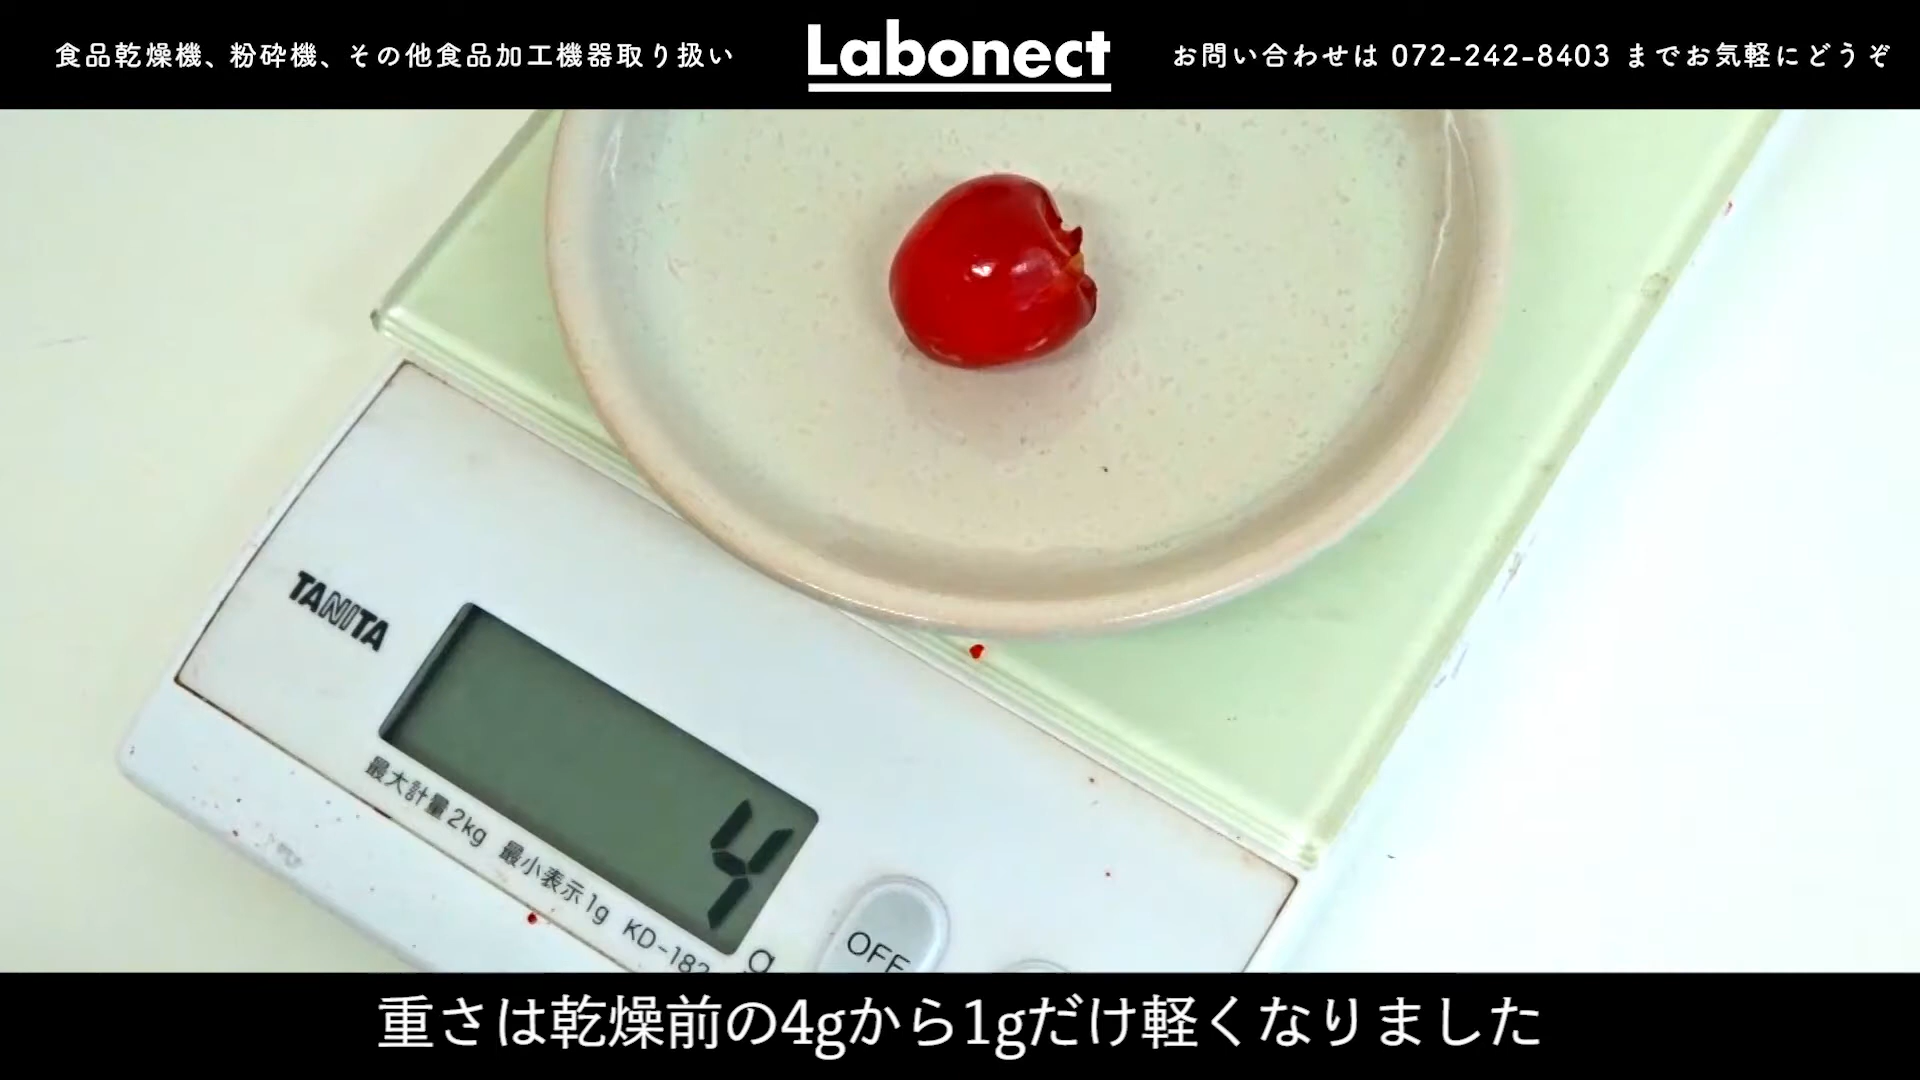 食品乾燥機、粉砕機、その他食品加工機器取り扱い
Labonect
お問い合わせは 072-242-8403 までお気軽にどうぞ
TANITA
4
g
最大計量2kg 最小表示1g KD-182
OFF
重さは乾燥前の4gから1gだけ軽くなりました